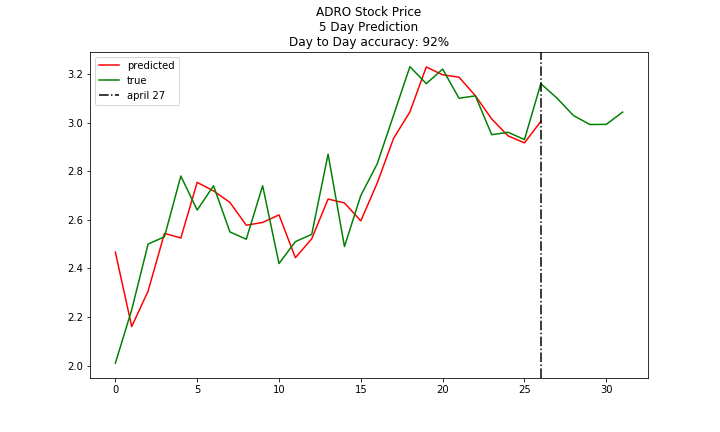 ADRO Stock Price
5 Day Prediction
Day to Day accuracy: 92%
predicted
true
april 27
3.2
3.0
2.8
2.6
2.4
2.2
2.0
0 5 10 15 20 25 30